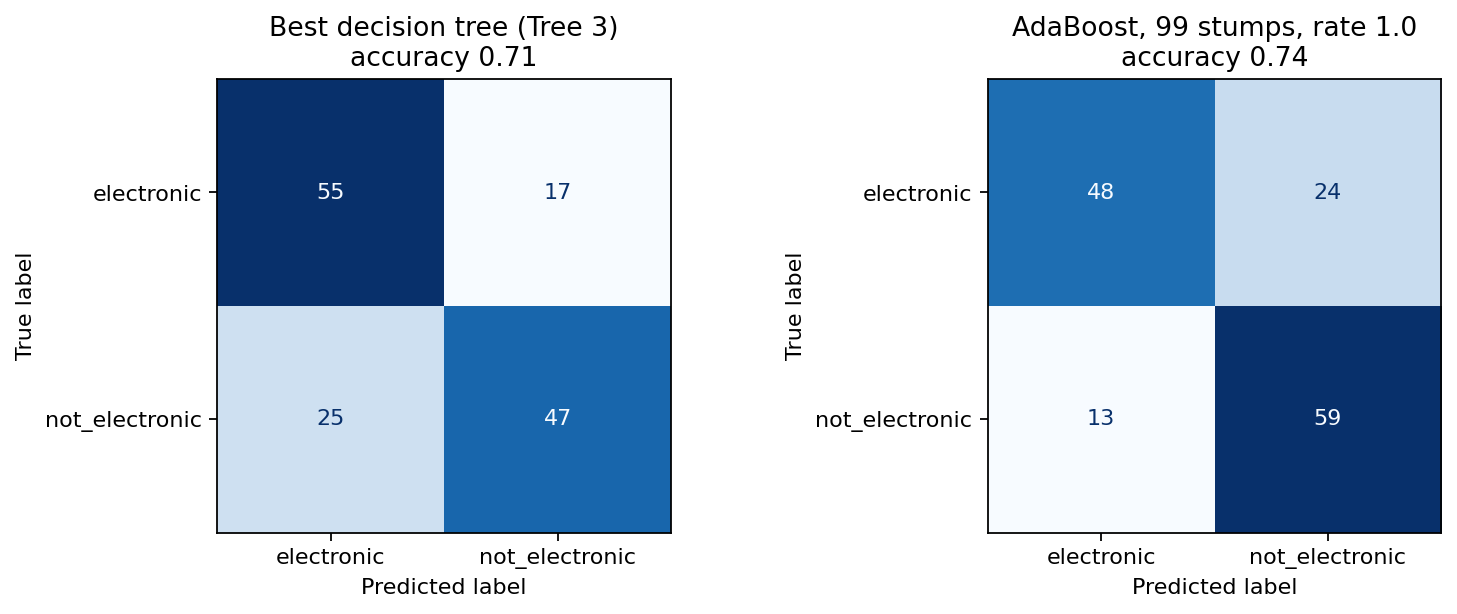 Best decision tree (Tree 3)
accuracy 0.71
True label
electronic
55
17
not_electronic
25
47
electronic
not_electronic
Predicted label
AdaBoost, 99 stumps, rate 1.0
accuracy 0.74
True label
electronic
48
24
not_electronic
13
59
electronic
not_electronic
Predicted label